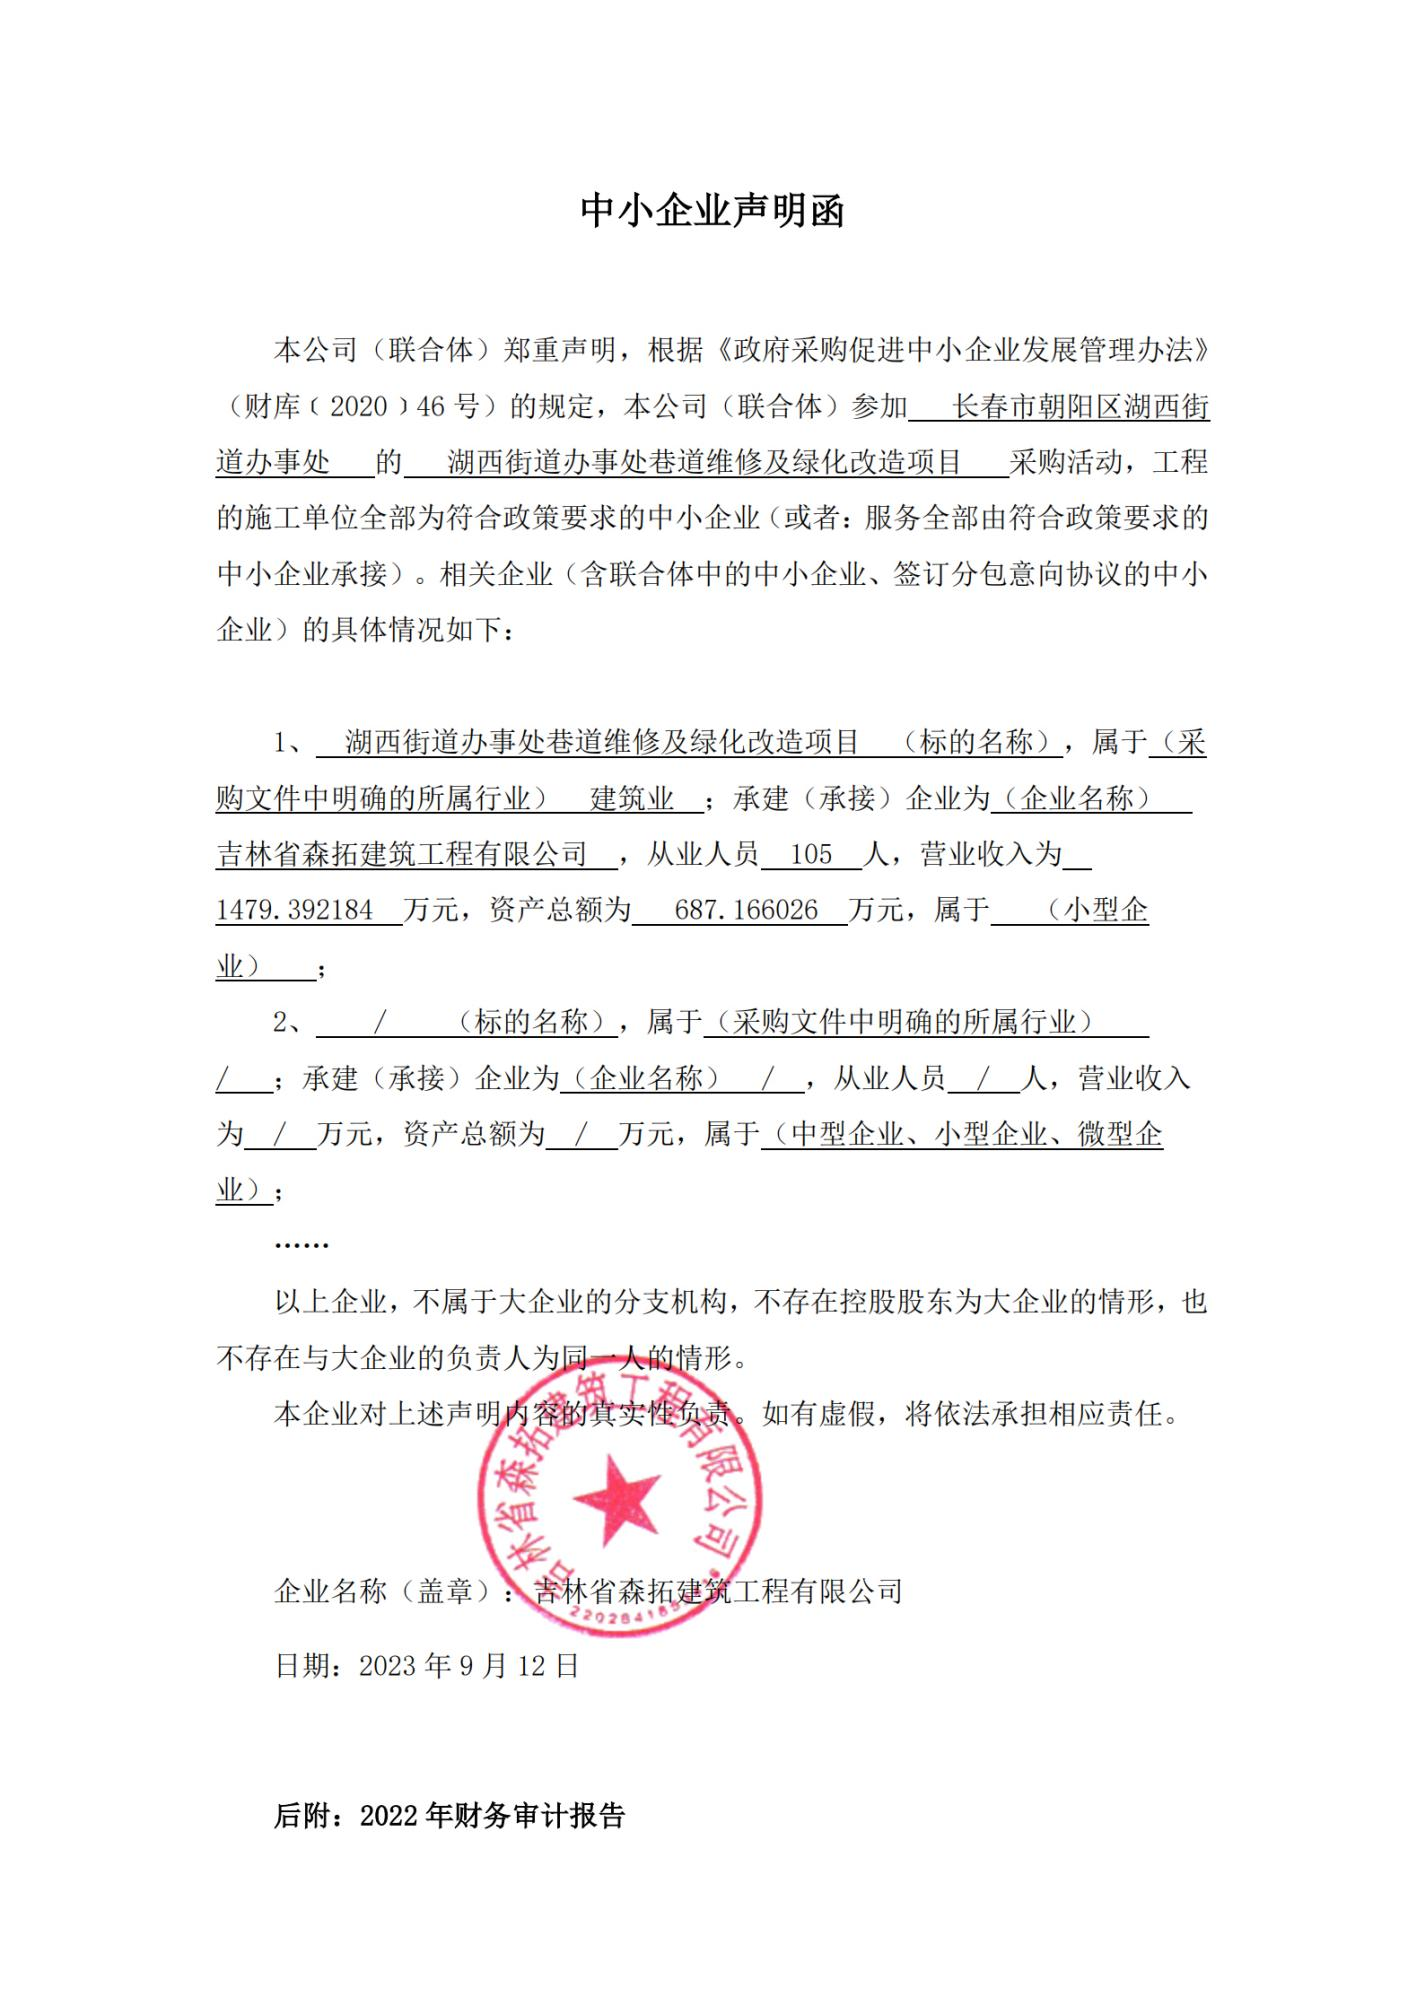 中小企业声明函
本公司（联合体）郑重声明，根据《政府采购促进中小企业发展管理办法》
（财库﹝2020﹞46 号）的规定，本公司（联合体）参加 长春市朝阳区湖西街
道办事处 的 湖西街道办事处巷道维修及绿化改造项目 采购活动，工程
的施工单位全部为符合政策要求的中小企业（或者：服务全部由符合政策要求的
中小企业承接）。相关企业（含联合体中的中小企业、签订分包意向协议的中小
企业）的具体情况如下：
1、 湖西街道办事处巷道维修及绿化改造项目 （标的名称），属于（采
购文件中明确的所属行业） 建筑业 ；承建（承接）企业为（企业名称）
吉林省森拓建筑工程有限公司 ，从业人员 105 人，营业收入为
1479.392184 万元，资产总额为 687.166026 万元，属于 （小型企
业） ；
2、 / （标的名称），属于（采购文件中明确的所属行业）
/ ；承建（承接）企业为（企业名称） / ，从业人员 / 人，营业收入
为 / 万元，资产总额为 / 万元，属于（中型企业、小型企业、微型企
业）；
……
以上企业，不属于大企业的分支机构，不存在控股股东为大企业的情形，也
不存在与大企业的负责人为同一人的情形。
本企业对上述声明内容的真实性负责。如有虚假，将依法承担相应责任。
吉林省森拓建筑工程有限公司
企业名称（盖章）：吉林省森拓建筑工程有限公司
日期：2023 年 9 月 12 日
后附：2022 年财务审计报告